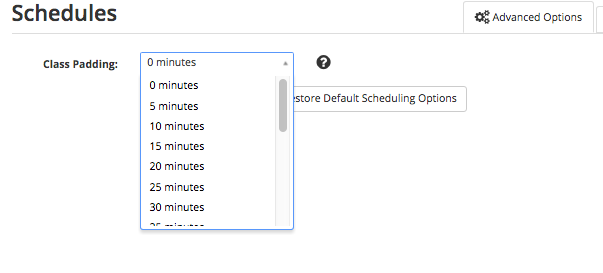 Schedules
Advanced Options
Class Padding:
0 minutes
0 minutes
5 minutes
estore Default Scheduling Options
10 minutes
15 minutes
20 minutes
25 minutes
30 minutes